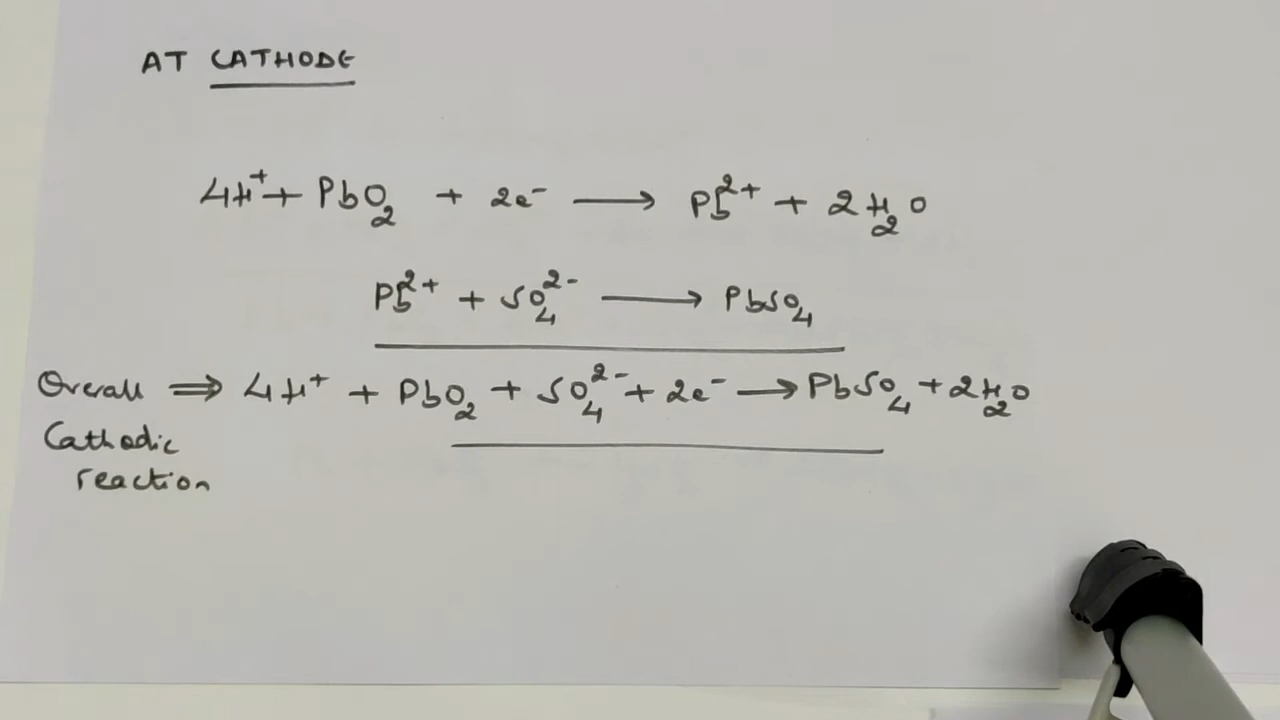 AT CATHODE
4H⁺ + PbO₂ + 2e⁻ ⟶ Pb²⁺ + 2H₂O
Pb²⁺ + SO₄²⁻ ⟶ PbSO₄
Overall ⟹ 4H⁺ + PbO₂ + SO₄²⁻ + 2e⁻ ⟶ PbSO₄ + 2H₂O
Cathodic
reaction